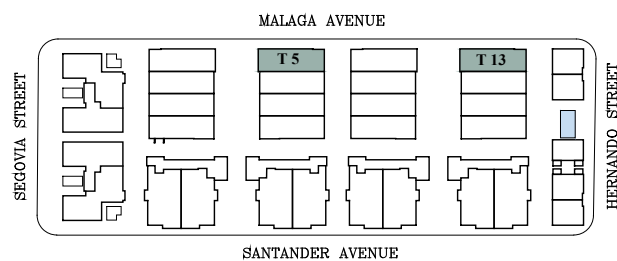 MALAGA AVENUE
T 5
T 13
SEGOVIA STREET
HERNANDO STREET
SANTANDER AVENUE